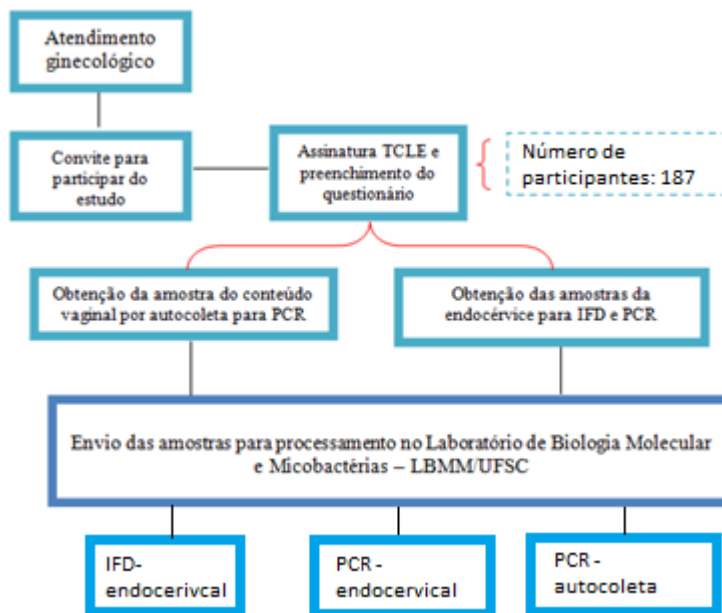 Atendimento
ginecológico
Convite para
participar do
estudo
Assinatura TCLE e
preenchimento do
questionário
Número de
participantes: 187
Obtenção da amostra do conteúdo
vaginal por autocoleta para PCR
Obtenção das amostras da
endocérvice para IFD e PCR
Envio das amostras para processamento no Laboratório de Biologia Molecular
e Micobactérias – LBMM/UFSC
IFD-
endocerivcal
PCR -
endocervical
PCR -
autocoleta